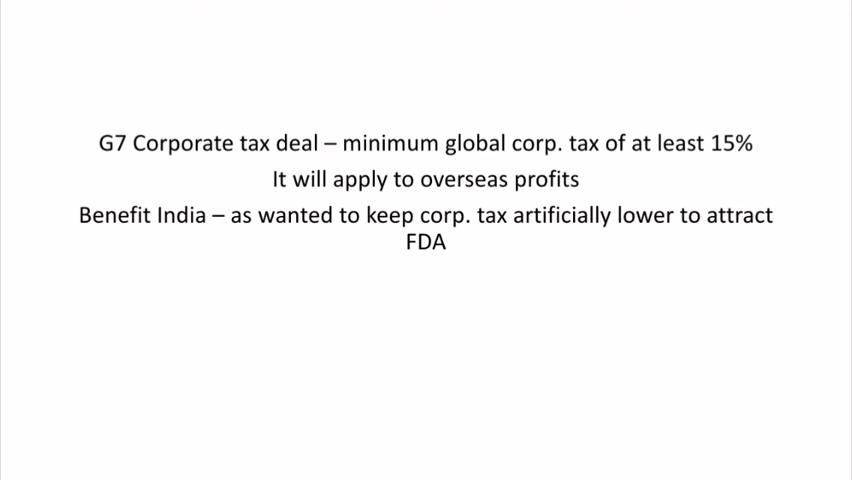 G7 Corporate tax deal – minimum global corp. tax of at least 15%
It will apply to overseas profits
Benefit India – as wanted to keep corp. tax artificially lower to attract
FDA